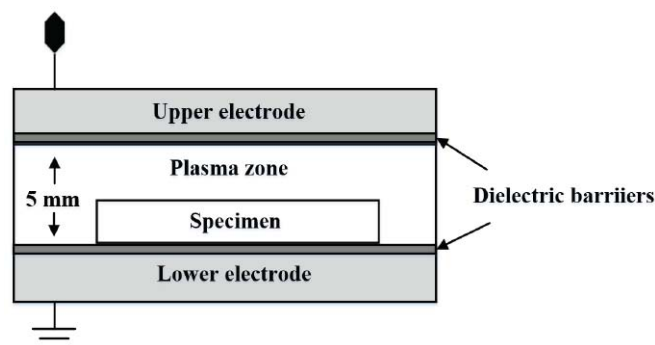 Upper electrode
Plasma zone
5 mm
Specimen
Dielectric barriiers
Lower electrode